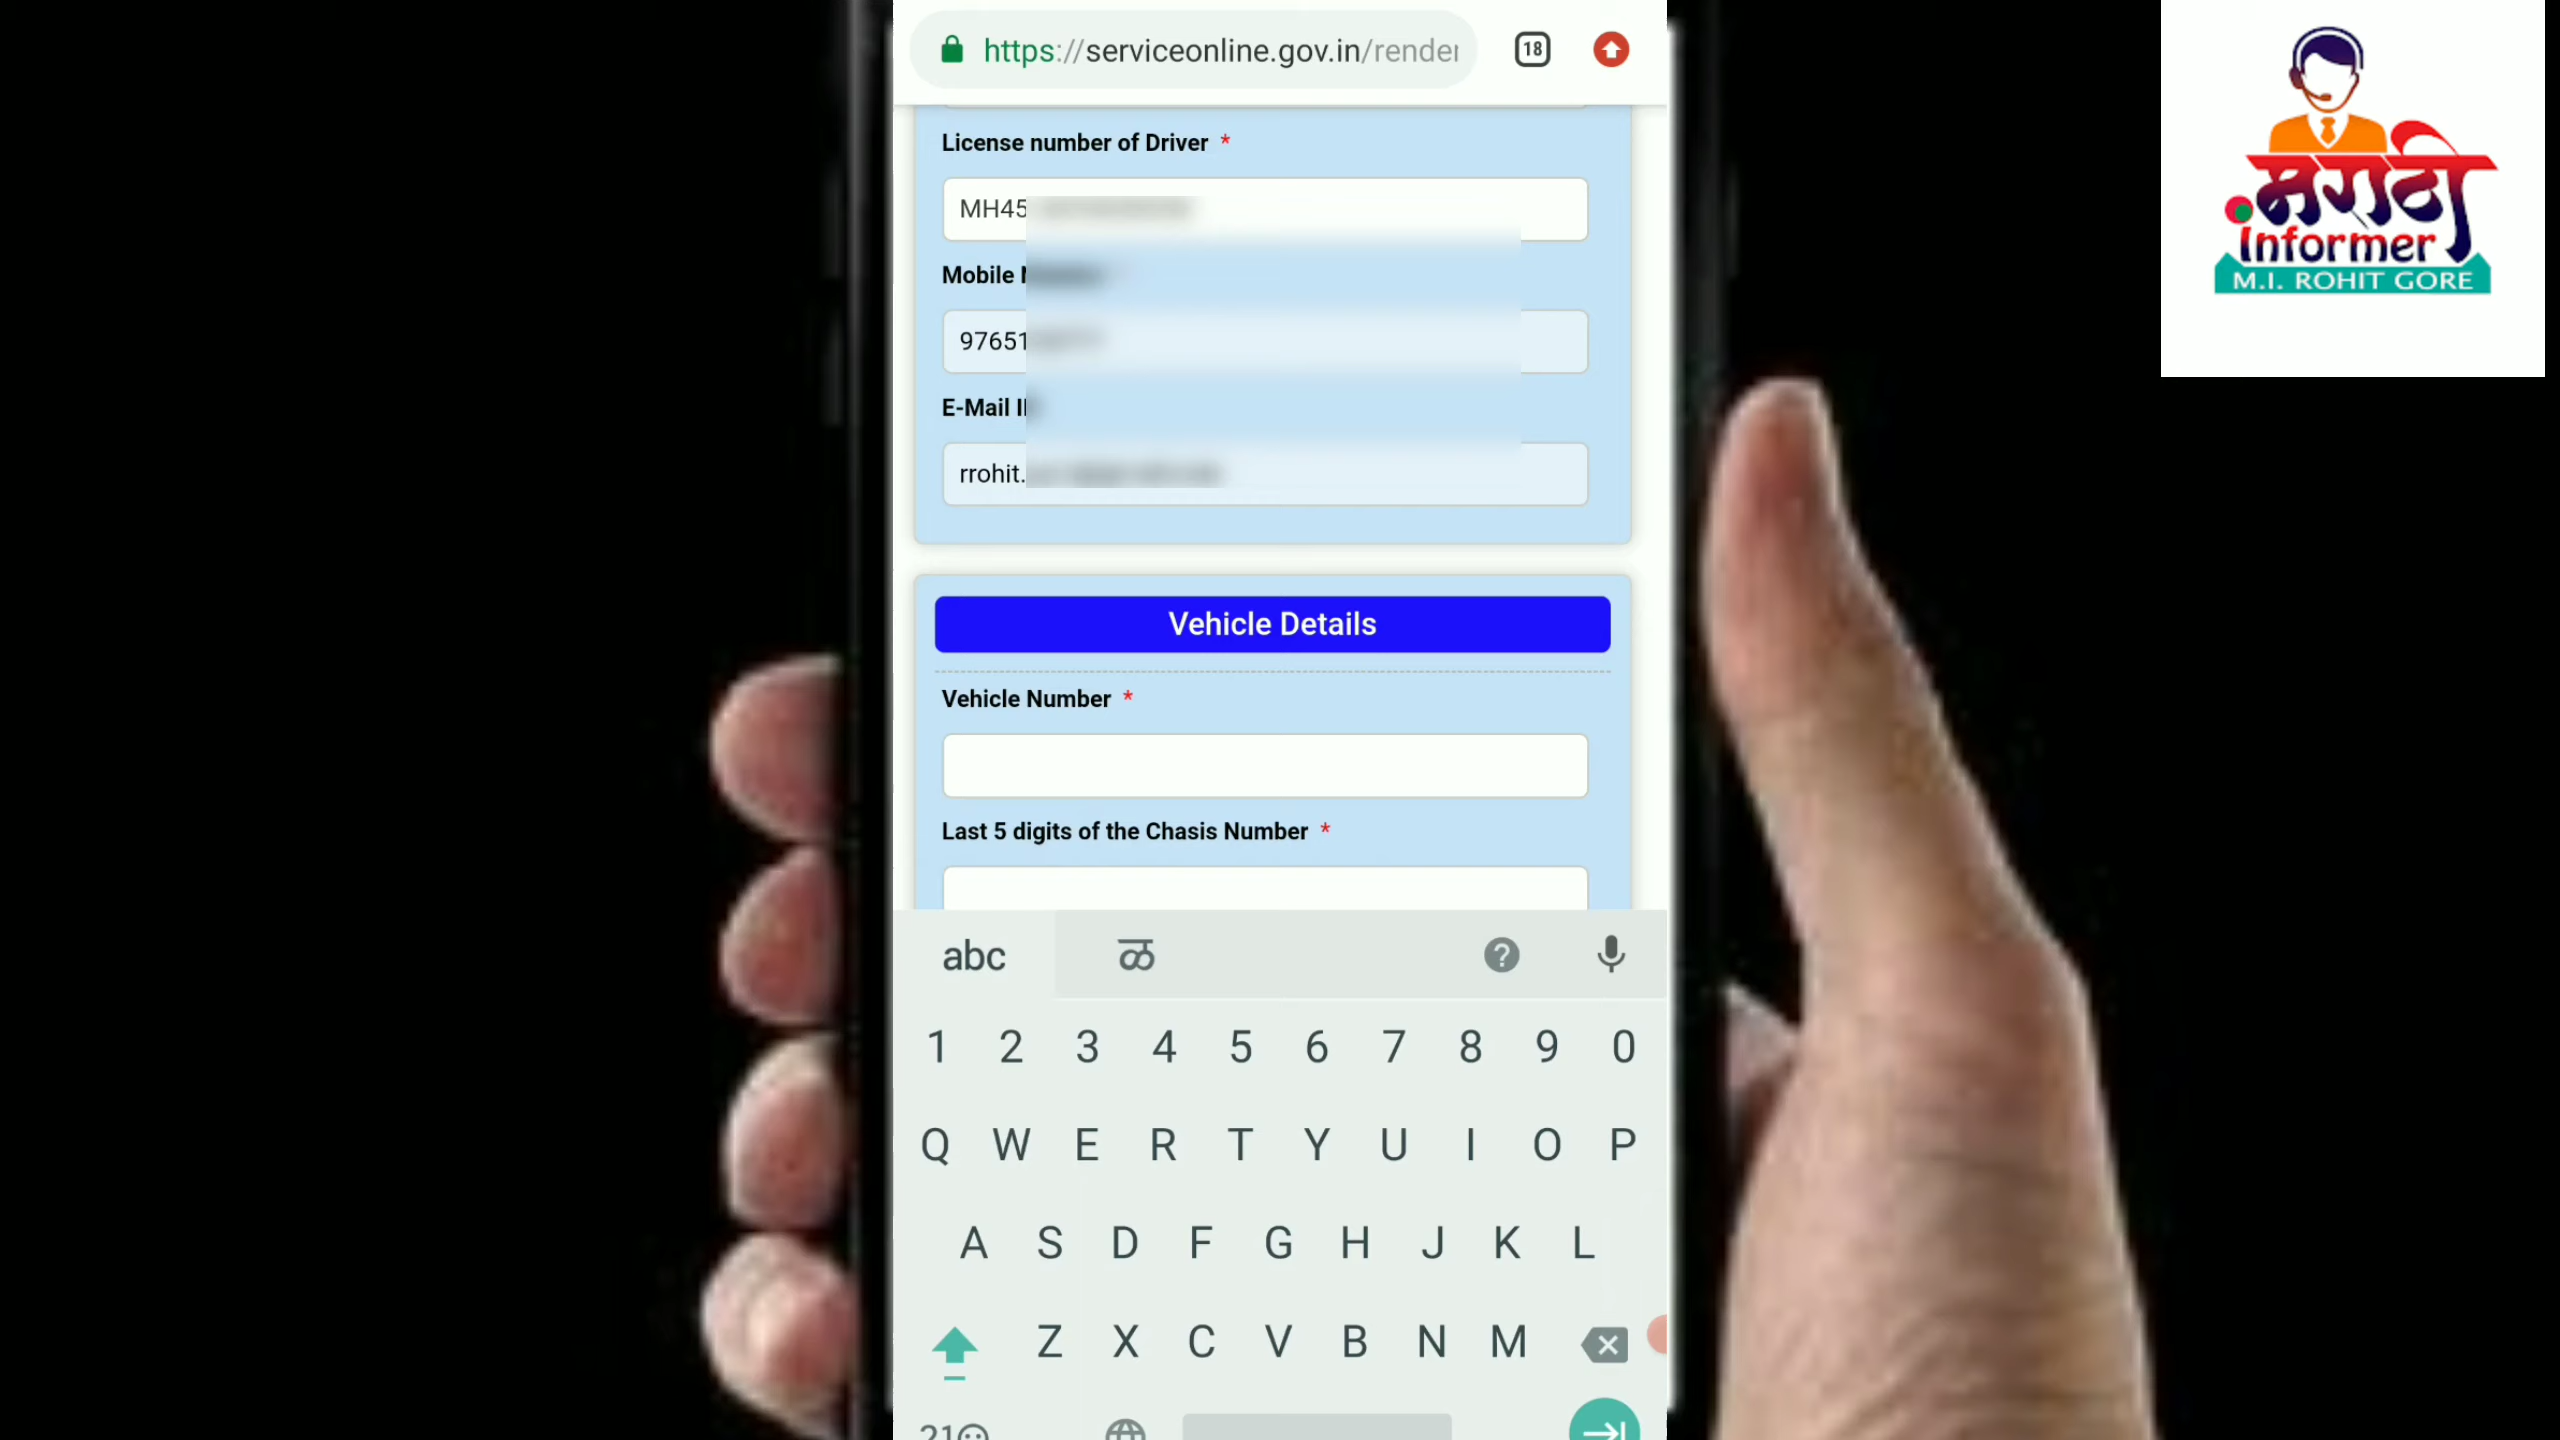 https://serviceonline.gov.in/render
18
License number of Driver *
MH45
Mobile
97651
E-Mail
rrohit.
Vehicle Details
Vehicle Number *
Last 5 digits of the Chasis Number *
abc ळ ?
1 2 3 4 5 6 7 8 9 0
Q W E R T Y U I O P
A S D F G H J K L
Z X C V B N M
मराठी
Informer
M.I. ROHIT GORE